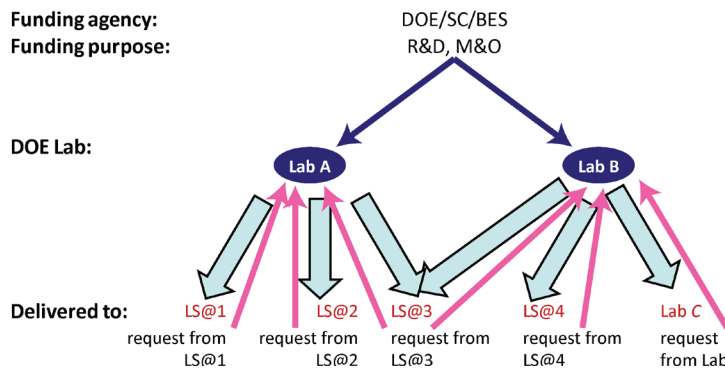 Funding agency: DOE/SC/BES
Funding purpose: R&D, M&O
DOE Lab: Lab A Lab B
Delivered to: LS@1 LS@2 LS@3 LS@4 Lab C
request from request from request from request from request
LS@1 LS@2 LS@3 LS@4 from Lab